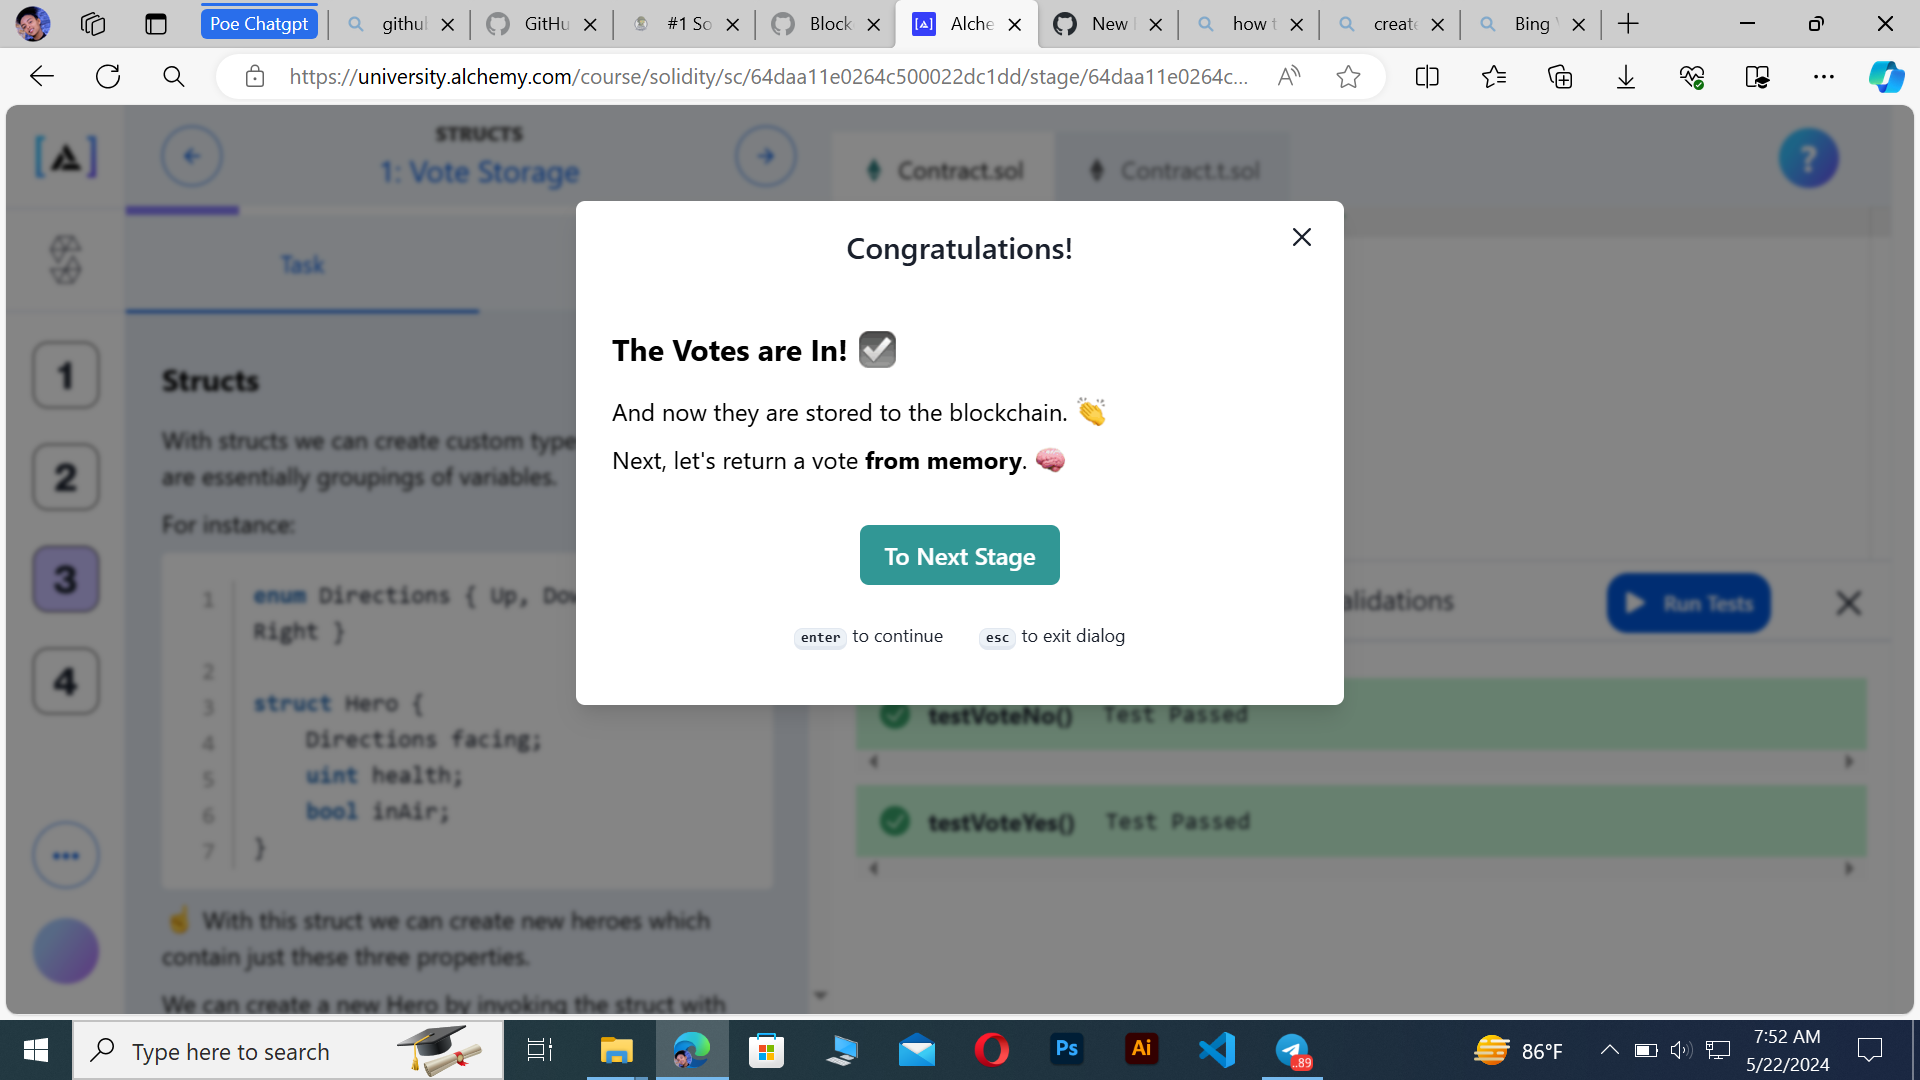 Poe Chatgpt
githu
GitHu
#1 So
Block
Alche
New
how t
create
Bing
https://university.alchemy.com/course/solidity/sc/64daa11e0264c500022dc1dd/stage/64daa11e0264c...
STRUCTS
1: Vote Storage
Contract.sol
Contract.t.sol
?
Task
Congratulations!
The Votes are In! ☑
And now they are stored to the blockchain. 👏
Next, let's return a vote from memory. 🧠
To Next Stage
enter to continue esc to exit dialog
1
2
3
4
Structs
With structs we can create custom type
are essentially groupings of variables.
For instance:
1 enum Directions { Up, Dow
Right }
2
3 struct Hero {
4 Directions facing;
5 uint health;
6 bool inAir;
7 }
☝ With this struct we can create new heroes which
contain just these three properties.
We can create a new Hero by invoking the struct with
alidations
Run Tests
testVoteNo() Test Passed
testVoteYes() Test Passed
Type here to search
Ps
Ai
..89
86°F
7:52 AM
5/22/2024